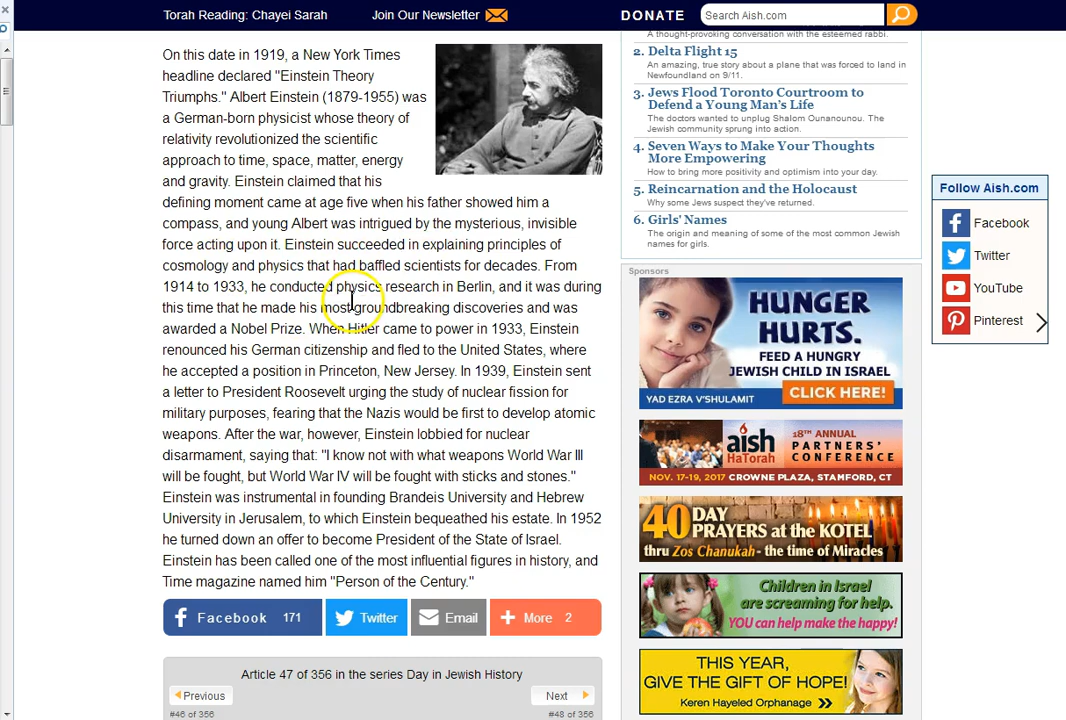 Torah Reading: Chayei Sarah
Join Our Newsletter
DONATE
Search Aish.com
On this date in 1919, a New York Times
headline declared "Einstein Theory
Triumphs." Albert Einstein (1879-1955) was
a German-born physicist whose theory of
relativity revolutionized the scientific
approach to time, space, matter, energy
and gravity. Einstein claimed that his
defining moment came at age five when his father showed him a
compass, and young Albert was intrigued by the mysterious, invisible
force acting upon it. Einstein succeeded in explaining principles of
cosmology and physics that had baffled scientists for decades. From
1914 to 1933, he conducted physics research in Berlin, and it was during
this time that he made his most groundbreaking discoveries and was
awarded a Nobel Prize. When Hitler came to power in 1933, Einstein
renounced his German citizenship and fled to the United States, where
he accepted a position in Princeton, New Jersey. In 1939, Einstein sent
a letter to President Roosevelt urging the study of nuclear fission for
military purposes, fearing that the Nazis would be first to develop atomic
weapons. After the war, however, Einstein lobbied for nuclear
disarmament, saying that: "I know not with what weapons World War III
will be fought, but World War IV will be fought with sticks and stones."
Einstein was instrumental in founding Brandeis University and Hebrew
University in Jerusalem, to which Einstein bequeathed his estate. In 1952
he turned down an offer to become President of the State of Israel.
Einstein has been called one of the most influential figures in history, and
Time magazine named him "Person of the Century."
Facebook 171
Twitter
Email
More 2
Article 47 of 356 in the series Day in Jewish History
Previous
Next
#46 of 356
#48 of 356
A thought-provoking conversation with the esteemed rabbi.
2. Delta Flight 15
An amazing, true story about a plane that was forced to land in
Newfoundland on 9/11.
3. Jews Flood Toronto Courtroom to
Defend a Young Man's Life
The doctors wanted to unplug Shalom Ounanounou. The
Jewish community sprung into action.
4. Seven Ways to Make Your Thoughts
More Empowering
How to bring more positivity and optimism into your day.
5. Reincarnation and the Holocaust
Why some Jews suspect they've returned.
6. Girls' Names
The origin and meaning of some of the most common Jewish
names for girls.
Sponsors
HUNGER
HURTS.
FEED A HUNGRY
JEWISH CHILD IN ISRAEL
YAD EZRA V'SHULAMIT
CLICK HERE!
aish
HaTorah
18TH ANNUAL
PARTNERS'
CONFERENCE
NOV. 17-19, 2017 CROWNE PLAZA, STAMFORD, CT
40 DAY
PRAYERS at the KOTEL
thru Zos Chanukah - the time of Miracles
Children in Israel
are screaming for help.
YOU can help make the happy!
THIS YEAR,
GIVE THE GIFT OF HOPE!
Keren Hayeled Orphanage
Follow Aish.com
Facebook
Twitter
YouTube
Pinterest